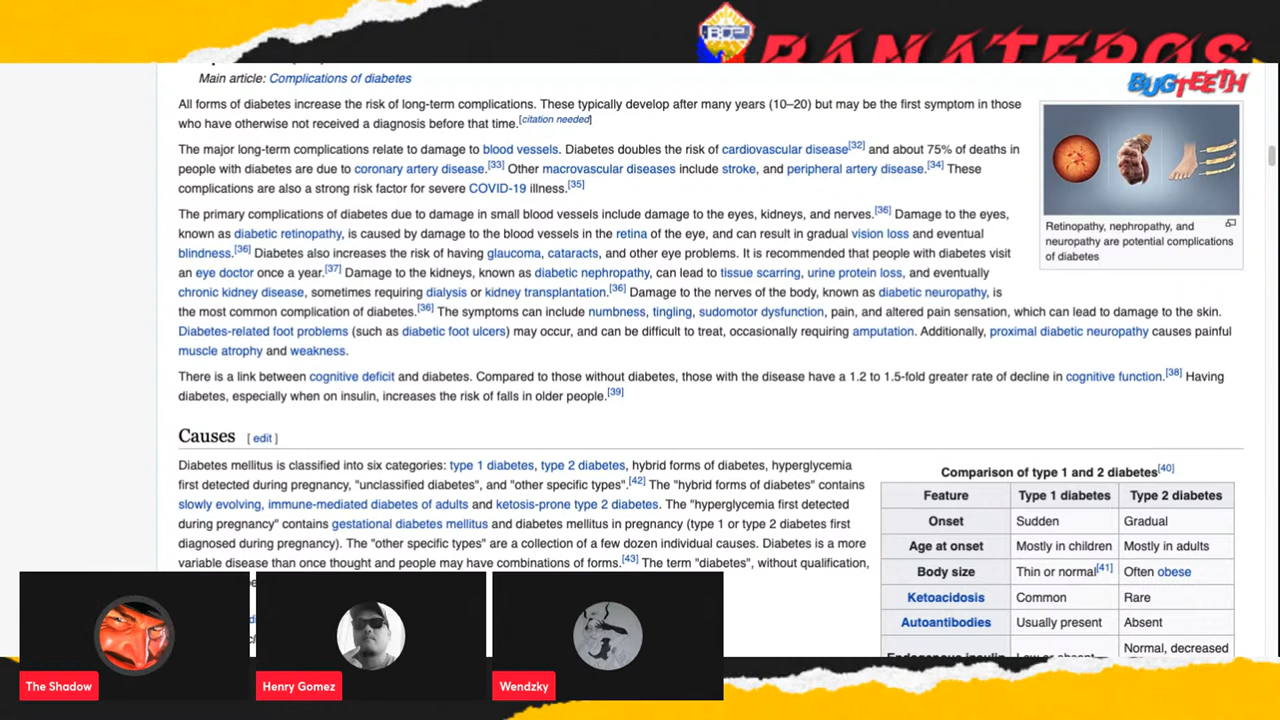 BANATEROS
BUGTEETH
Main article: Complications of diabetes
All forms of diabetes increase the risk of long-term complications. These typically develop after many years (10–20) but may be the first symptom in those
who have otherwise not received a diagnosis before that time.[citation needed]
The major long-term complications relate to damage to blood vessels. Diabetes doubles the risk of cardiovascular disease[32] and about 75% of deaths in
people with diabetes are due to coronary artery disease.[33] Other macrovascular diseases include stroke, and peripheral artery disease.[34] These
complications are also a strong risk factor for severe COVID-19 illness.[35]
The primary complications of diabetes due to damage in small blood vessels include damage to the eyes, kidneys, and nerves.[36] Damage to the eyes,
known as diabetic retinopathy, is caused by damage to the blood vessels in the retina of the eye, and can result in gradual vision loss and eventual
blindness.[36] Diabetes also increases the risk of having glaucoma, cataracts, and other eye problems. It is recommended that people with diabetes visit
an eye doctor once a year.[37] Damage to the kidneys, known as diabetic nephropathy, can lead to tissue scarring, urine protein loss, and eventually
chronic kidney disease, sometimes requiring dialysis or kidney transplantation.[36] Damage to the nerves of the body, known as diabetic neuropathy, is
the most common complication of diabetes.[36] The symptoms can include numbness, tingling, sudomotor dysfunction, pain, and altered pain sensation, which can lead to damage to the skin.
Diabetes-related foot problems (such as diabetic foot ulcers) may occur, and can be difficult to treat, occasionally requiring amputation. Additionally, proximal diabetic neuropathy causes painful
muscle atrophy and weakness.
Retinopathy, nephropathy, and
neuropathy are potential complications
of diabetes
There is a link between cognitive deficit and diabetes. Compared to those without diabetes, those with the disease have a 1.2 to 1.5-fold greater rate of decline in cognitive function.[38] Having
diabetes, especially when on insulin, increases the risk of falls in older people.[39]
Causes [ edit ]
Diabetes mellitus is classified into six categories: type 1 diabetes, type 2 diabetes, hybrid forms of diabetes, hyperglycemia
first detected during pregnancy, "unclassified diabetes", and "other specific types".[42] The "hybrid forms of diabetes" contains
slowly evolving, immune-mediated diabetes of adults and ketosis-prone type 2 diabetes. The "hyperglycemia first detected
during pregnancy" contains gestational diabetes mellitus and diabetes mellitus in pregnancy (type 1 or type 2 diabetes first
diagnosed during pregnancy). The "other specific types" are a collection of a few dozen individual causes. Diabetes is a more
variable disease than once thought and people may have combinations of forms.[43] The term "diabetes", without qualification,
Comparison of type 1 and 2 diabetes[40]
Feature Type 1 diabetes Type 2 diabetes
Onset Sudden Gradual
Age at onset Mostly in children Mostly in adults
Body size Thin or normal[41] Often obese
Ketoacidosis Common Rare
Autoantibodies Usually present Absent
Endogenous insulin Low or absent Normal, decreased
The Shadow
Henry Gomez
Wendzky